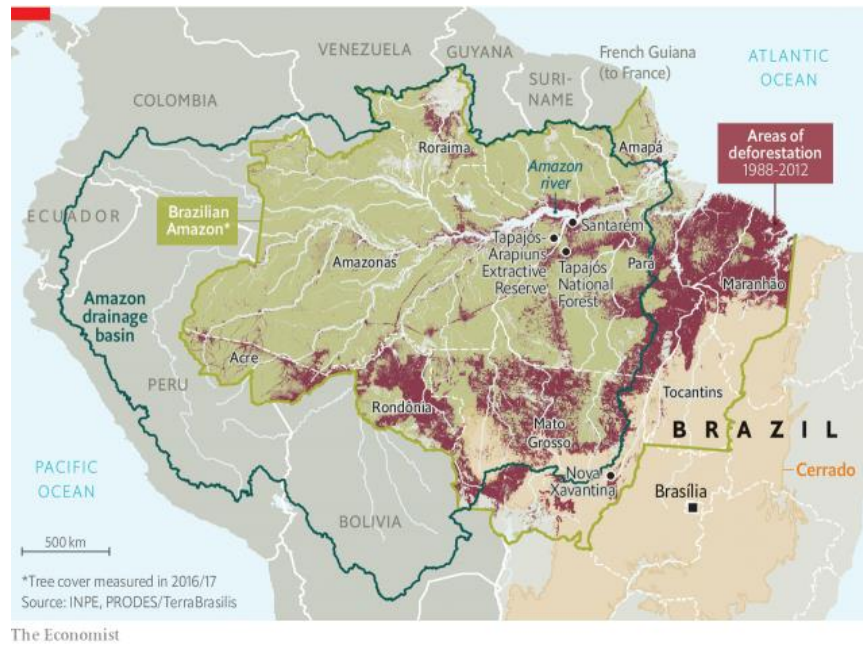 VENEZUELA
GUYANA
French Guiana
(to France)
ATLANTIC
OCEAN
SURI-
NAME
COLOMBIA
Roraima
Amapá
Areas of
deforestation
1988-2012
Amazon
river
ECUADOR
Brazilian
Amazon*
Santarém
Tapajós-
Arapiuns
Extractive
Reserve
Amazonas
Tapajós
National
Forest
Pará
Maranhão
Amazon
drainage
basin
Acre
PERU
Rondônia
Tocantins
Mato
Grosso
BRAZIL
PACIFIC
OCEAN
Nova
Xavantina
Cerrado
Brasília
BOLIVIA
500 km
*Tree cover measured in 2016/17
Source: INPE, PRODES/TerraBrasilis
The Economist